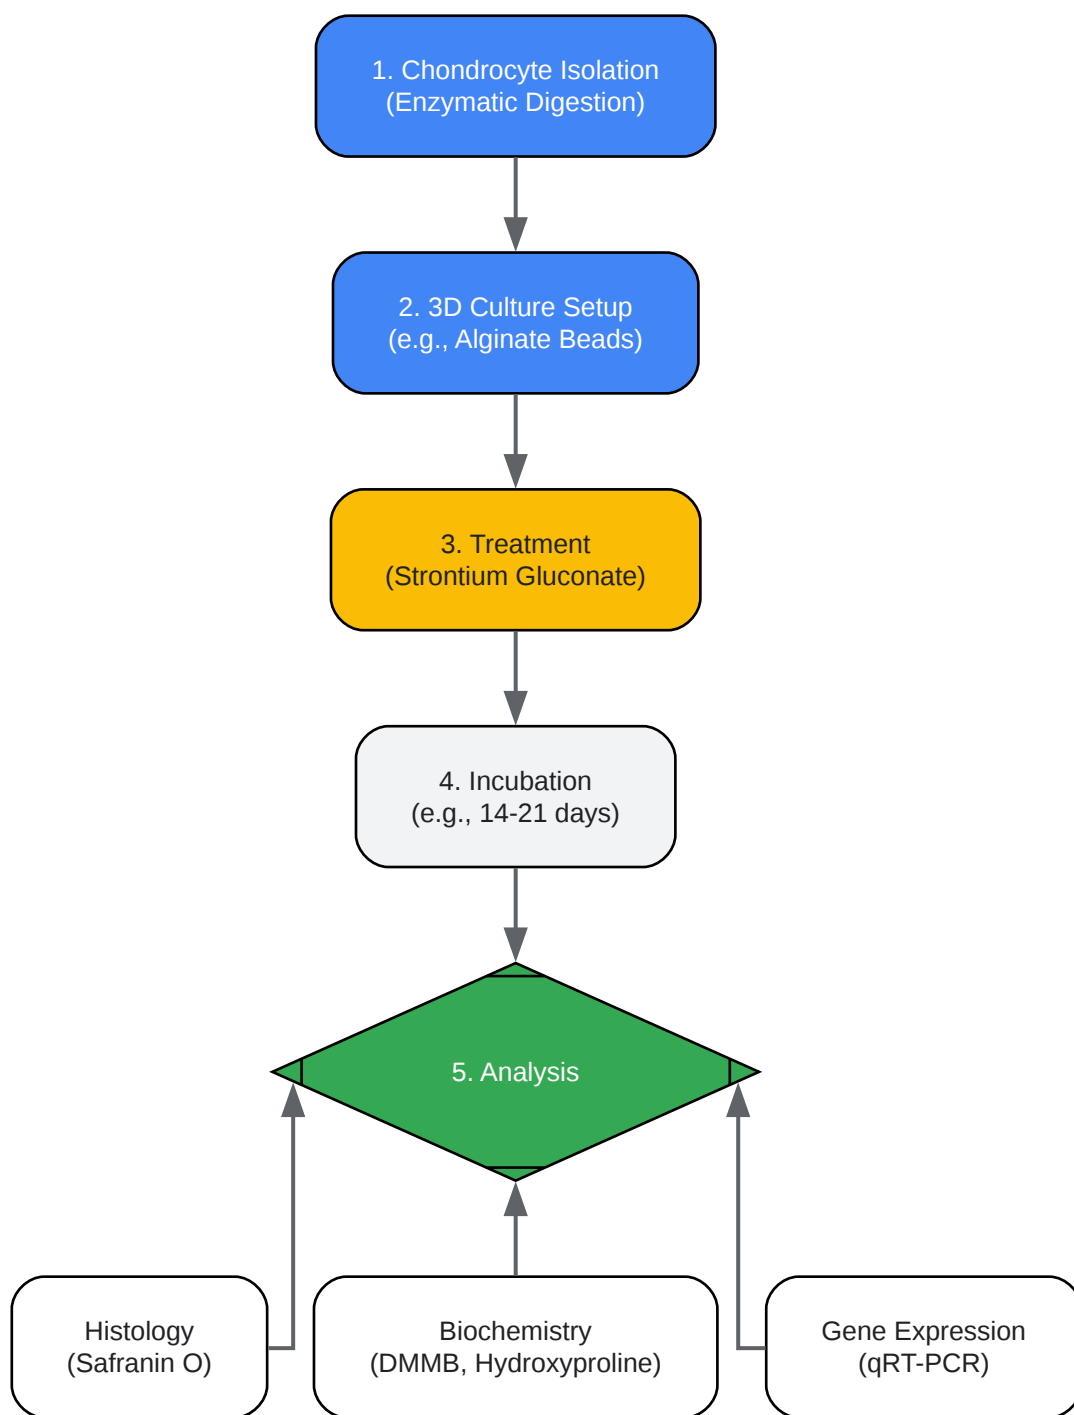 1. Chondrocyte Isolation
(Enzymatic Digestion)
2. 3D Culture Setup
(e.g., Alginate Beads)
3. Treatment
(Strontium Gluconate)
4. Incubation
(e.g., 14-21 days)
5. Analysis
Histology
(Safranin O)
Biochemistry
(DMMB, Hydroxyproline)
Gene Expression
(qRT-PCR)